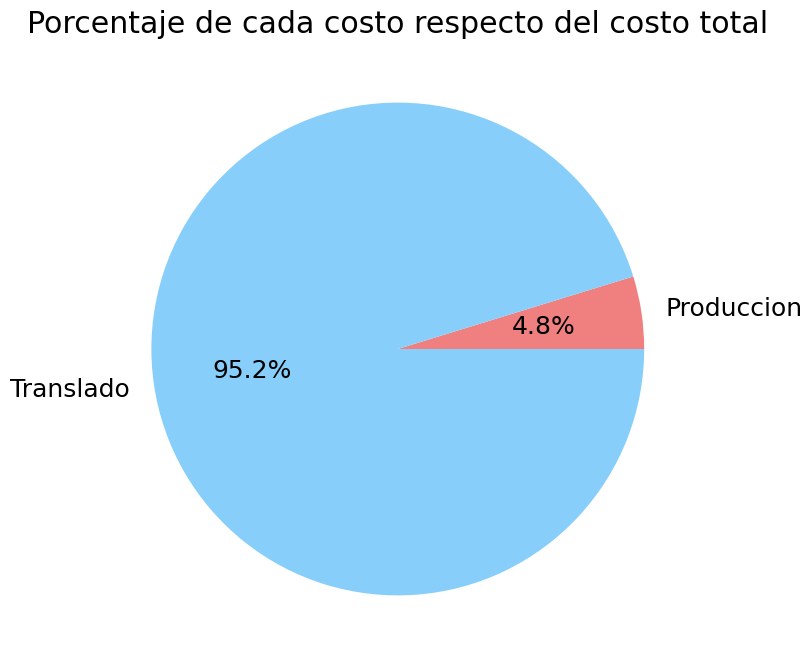 Porcentaje de cada costo respecto del costo total
Produccion
4.8%
95.2%
Translado